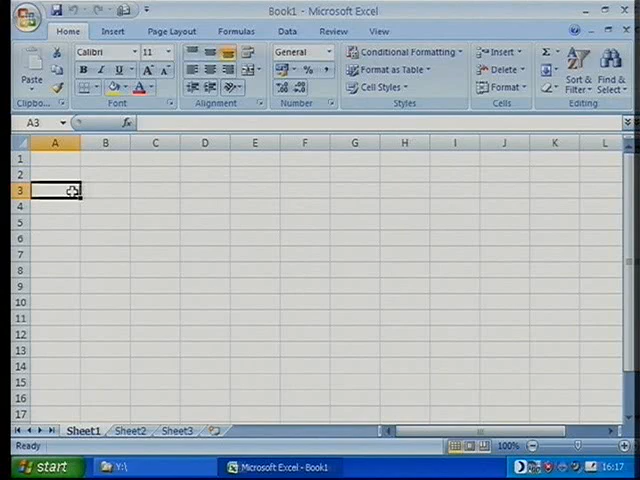 Book1 - Microsoft Excel
Home Insert Page Layout Formulas Data Review View
Calibri 11 General Conditional Formatting Insert Σ
Paste Format as Table Delete Sort & Filter Find & Select
B I U A % , Cell Styles Format
Clipbo... Font Alignment Number Styles Cells Editing
A3 fx
A B C D E F G H I J K L
1
2
3
4
5
6
7
8
9
10
11
12
13
14
15
16
17
Sheet1 Sheet2 Sheet3
Ready 100%
start Y:\ Microsoft Excel - Book1 16:17